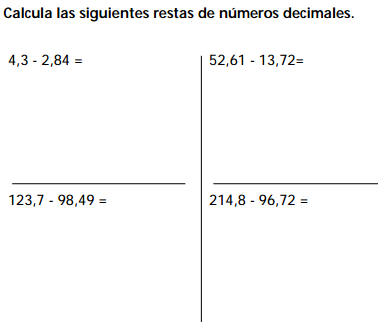 Calcula las siguientes restas de números decimales.
4,3 - 2,84 =
52,61 - 13,72=
123,7 - 98,49 =
214,8 - 96,72 =